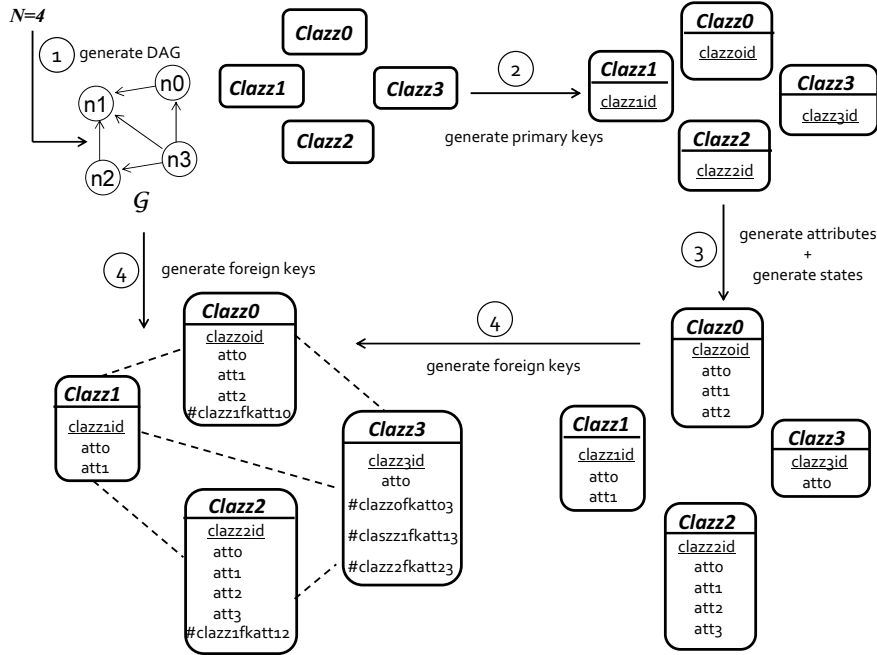 N=4
1 generate DAG
n0
n1
n2
n3
G
Clazz0
Clazz1
Clazz3
Clazz2
2
generate primary keys
Clazz0
clazz0id
Clazz1
clazz1id
Clazz3
clazz3id
Clazz2
clazz2id
3
generate attributes
+
generate states
Clazz0
clazz0id
att0
att1
att2
Clazz1
clazz1id
att0
att1
Clazz3
clazz3id
att0
Clazz2
clazz2id
att0
att1
att2
att3
4
generate foreign keys
4
generate foreign keys
Clazz0
clazz0id
att0
att1
att2
#clazz1fkatt10
Clazz1
clazz1id
att0
att1
Clazz3
clazz3id
att0
#clazz0fkatt03
#claszz1fkatt13
#clazz2fkatt23
Clazz2
clazz2id
att0
att1
att2
att3
#clazz1fkatt12